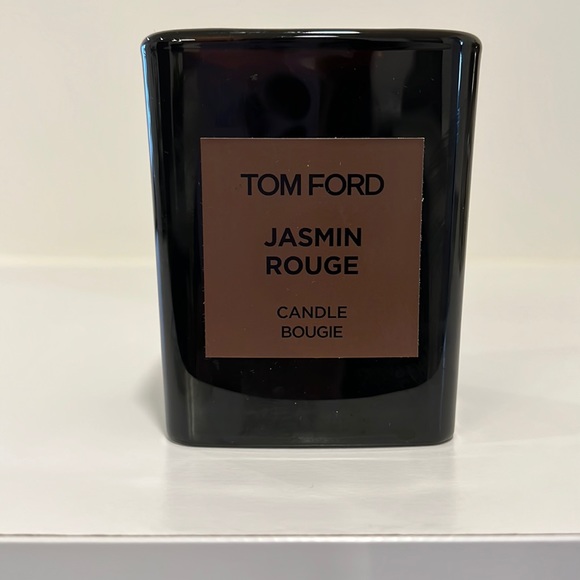 TOM FORD
JASMIN
ROUGE
CANDLE
BOUGIE